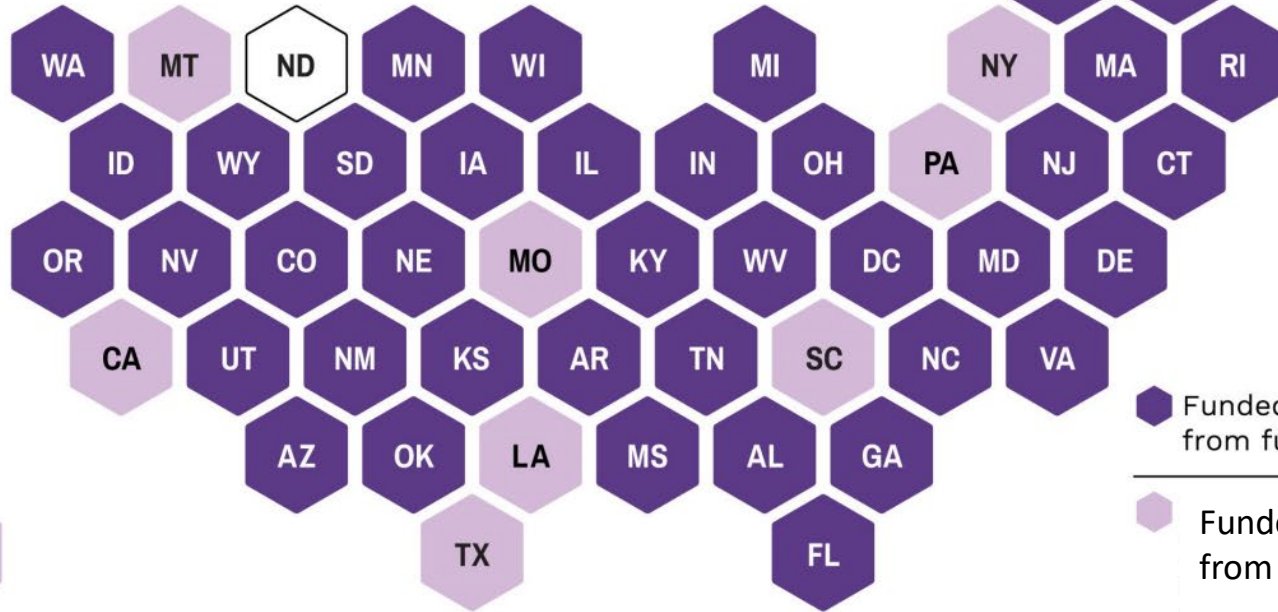 WA MT ND MN WI MI NY MA RI
ID WY SD IA IL IN OH PA NJ CT
OR NV CO NE MO KY WV DC MD DE
CA UT NM KS AR TN SC NC VA
AZ OK LA MS AL GA
TX FL
from
from